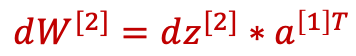 dW^[2] = dz^[2] * a^[1]T